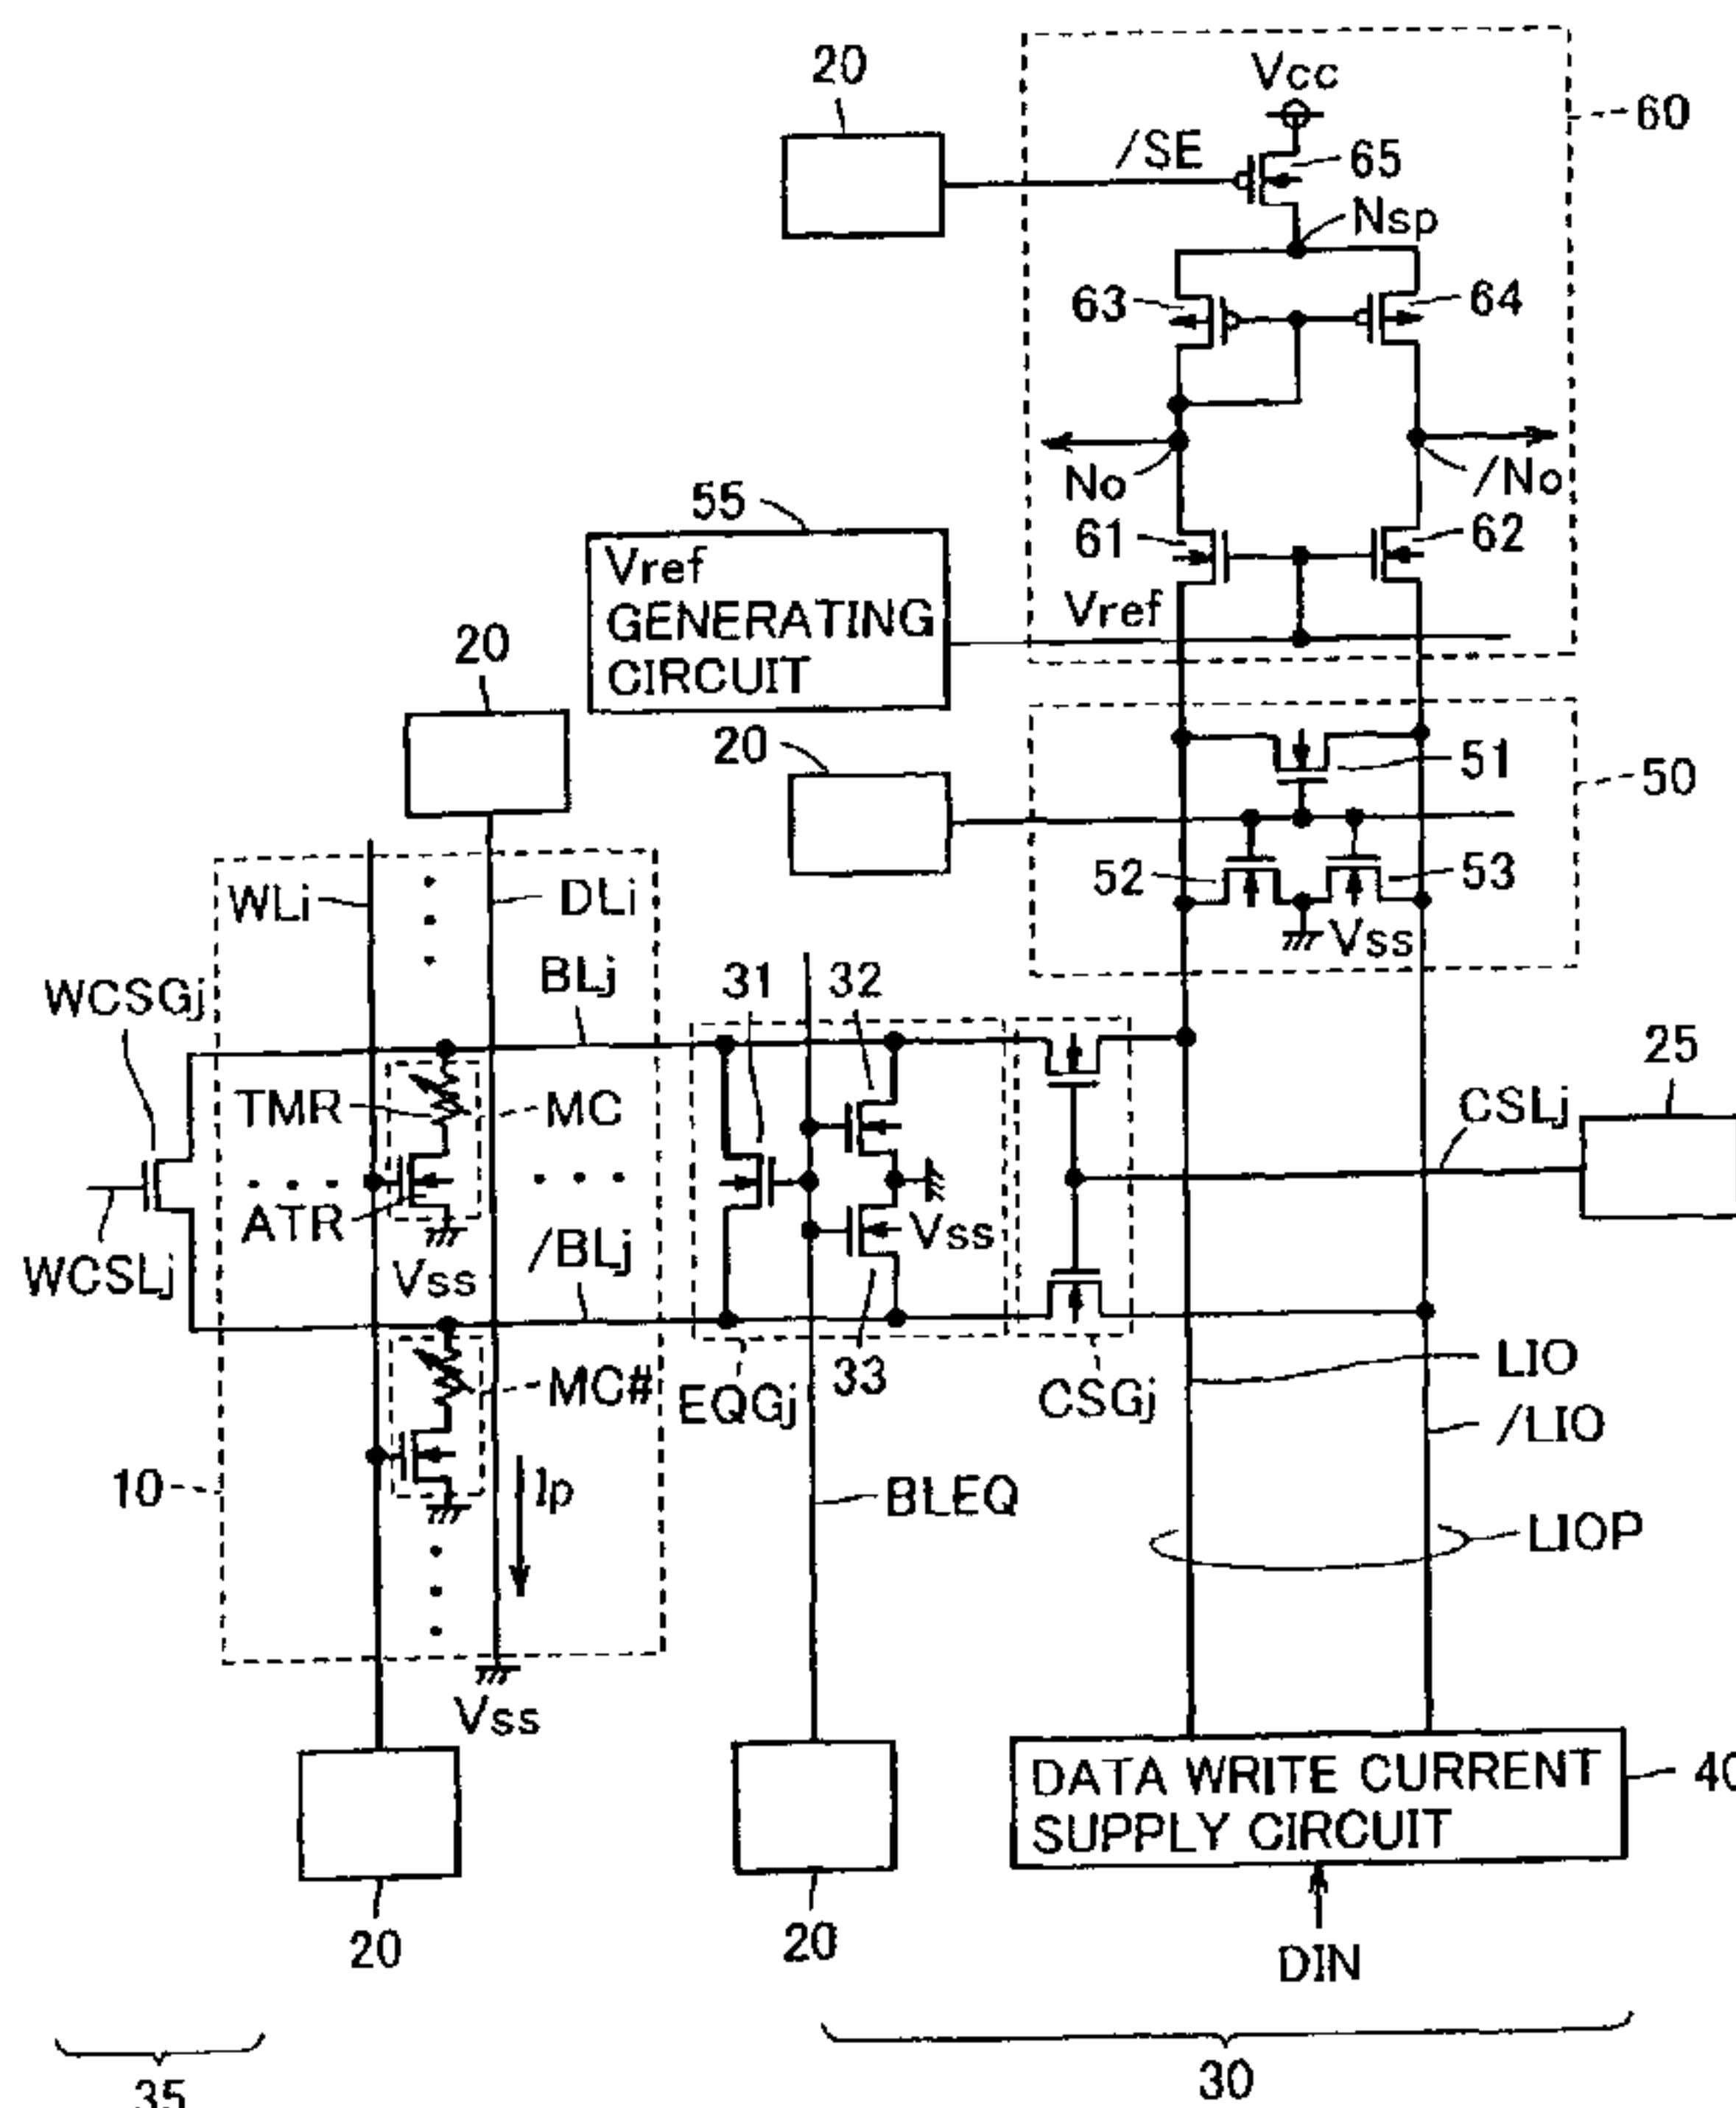 20
Vcc
60
/SE
65
Nsp
63
64
No
/No
55
61
62
Vref
GENERATING
CIRCUIT
Vref
20
20
51
50
52
53
Vss
WLi
DLi
BLj
31
32
WCSGj
25
TMR
MC
CSLj
ATR
/BLj
Vss
WCSLj
Vss
MC#
EQGj
33
CSGj
LIO
/LIO
10
Ip
BLEQ
LIOP
Vss
DATA WRITE CURRENT
SUPPLY CIRCUIT
40
20
20
DIN
35
30